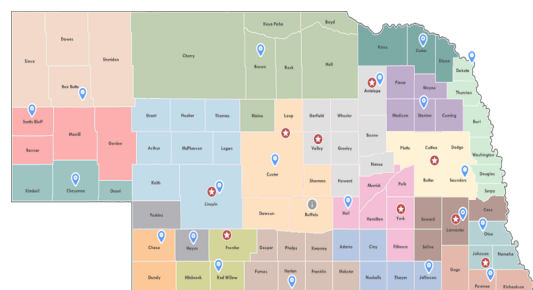 Keya Paha
Boyd
Dawes
Sioux
Sheridan
Cherry
Knox
Cedar
Dixon
Brown
Rock
Holt
Dakota
Box Butte
Antelope
Pierce
Wayne
Thurston
Scotts Bluff
Morrill
Garden
Grant
Hooker
Thomas
Blaine
Loup
Garfield
Wheeler
Madison
Stanton
Cuming
Burt
Banner
Arthur
McPherson
Logan
Custer
Valley
Greeley
Boone
Nance
Platte
Colfax
Dodge
Washington
Kimball
Cheyenne
Deuel
Keith
Lincoln
Sherman
Howard
Merrick
Polk
Butler
Saunders
Douglas
Sarpy
Perkins
Dawson
Buffalo
Hall
Hamilton
York
Seward
Lancaster
Cass
Otoe
Chase
Hayes
Frontier
Gosper
Phelps
Kearney
Adams
Clay
Fillmore
Saline
Gage
Johnson
Nemaha
Dundy
Hitchcock
Red Willow
Furnas
Harlan
Franklin
Webster
Nuckolls
Thayer
Jefferson
Pawnee
Richardson